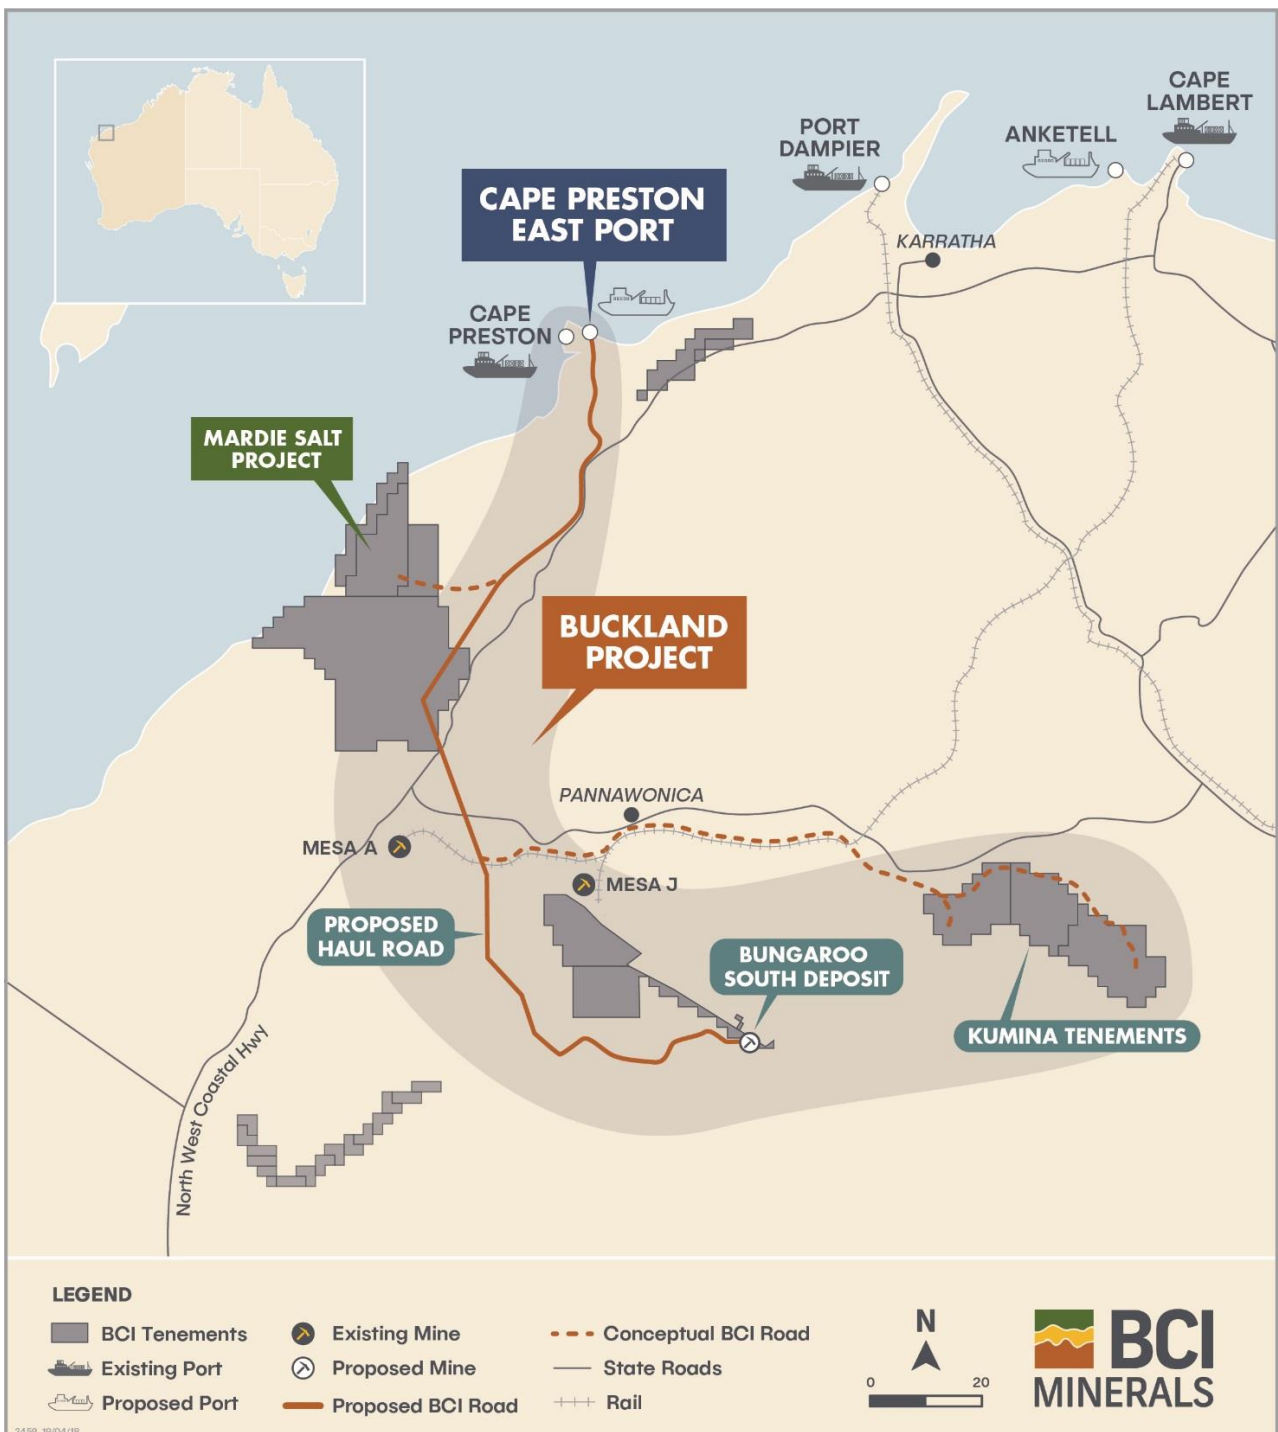 CAPE
LAMBERT
PORT
DAMPIER
ANKETELL
CAPE PRESTON
EAST PORT
KARRATHA
CAPE
PRESTON
MARDIE SALT
PROJECT
BUCKLAND
PROJECT
PANNAWONICA
MESA A
MESA J
PROPOSED
HAUL ROAD
BUNGAROO
SOUTH DEPOSIT
KUMINA TENEMENTS
North West Coastal Hwy
LEGEND
BCI Tenements
Existing Port
Proposed Port
Existing Mine
Proposed Mine
Proposed BCI Road
Conceptual BCI Road
State Roads
Rail
N
0 20
BCI
MINERALS